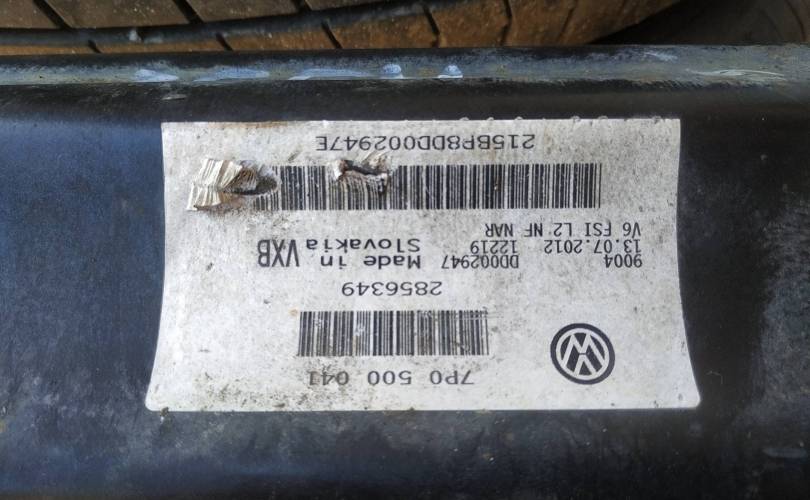 7P0 500 041
2856349
9004 DD002947 Made in VXB
13.07.2012 12219 Slovakia
V6 FSI L2 NF NAR
215BP8DD0002947E